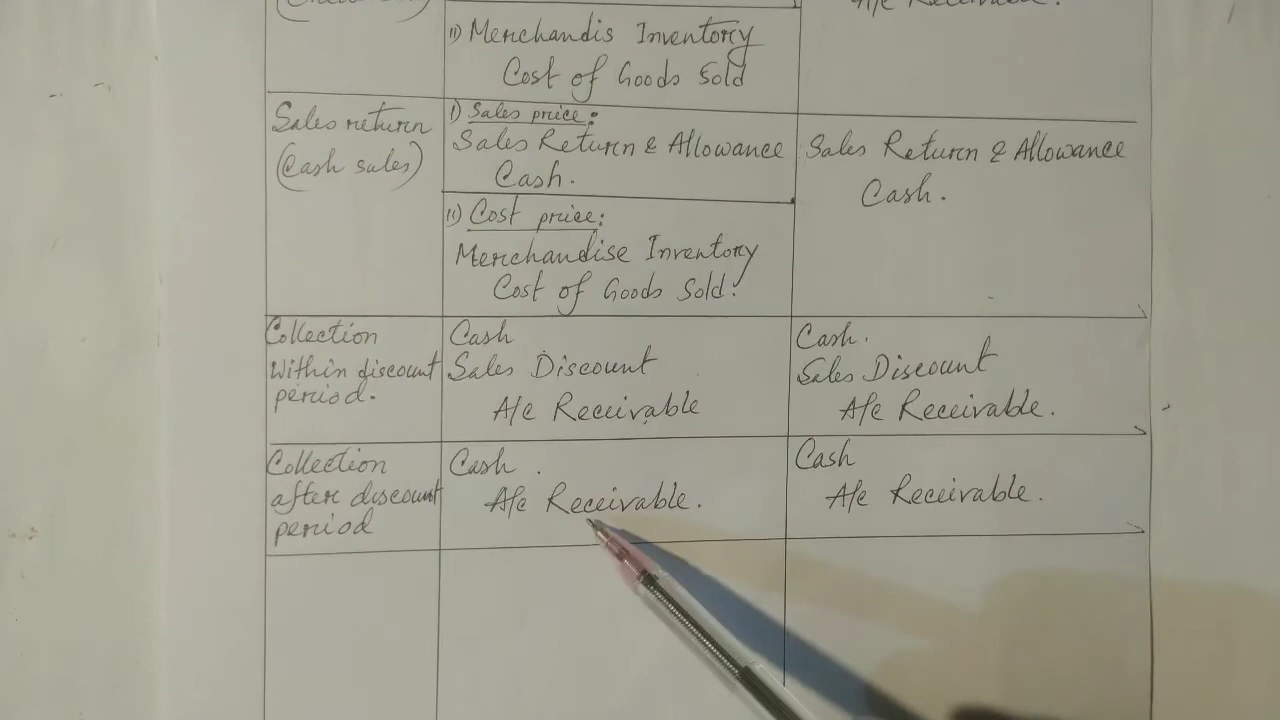 A/c Receivable.
II) Merchandis Inventory
Cost of Goods Sold
Sales return
(Cash sales)
I) Sales price:
Sales Return & Allowance
Cash.
Sales Return & Allowance
Cash.
II) Cost price:
Merchandise Inventory
Cost of Goods Sold.
Collection
Within discount
period.
Cash
Sales Discount
A/c Receivable
Cash.
Sales Discount
A/c Receivable.
Collection
after discount
period
Cash.
A/c Receivable.
Cash
A/c Receivable.